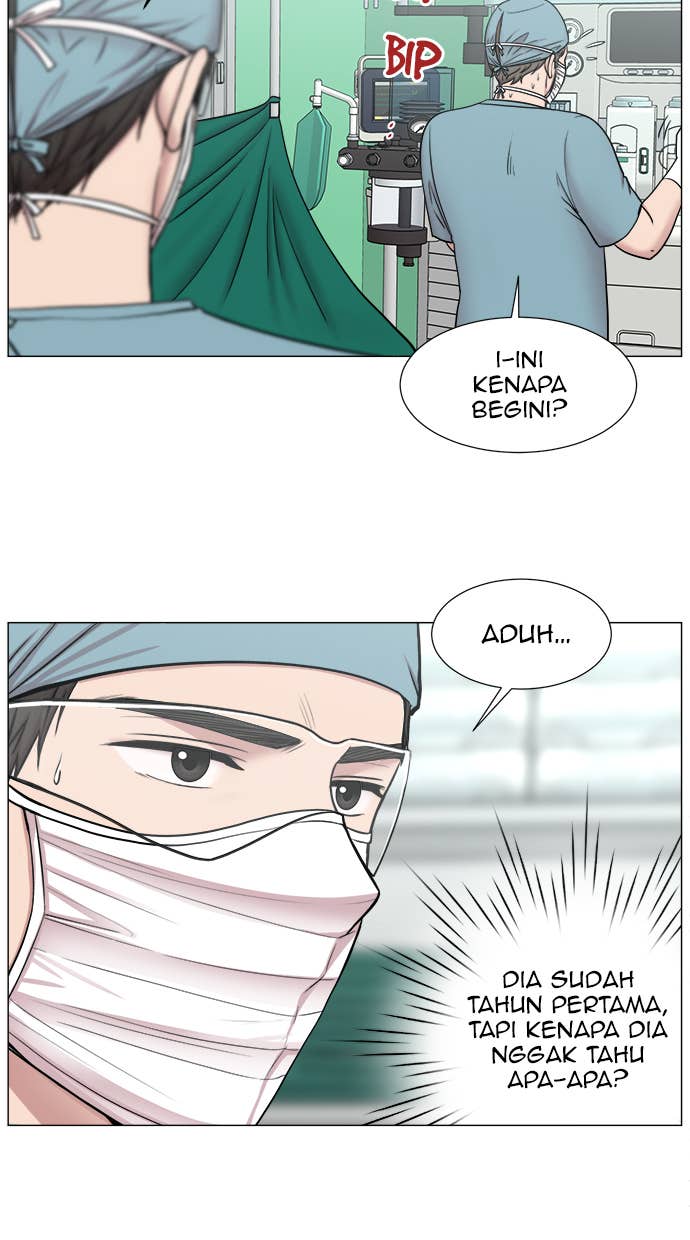 BIP
I-INI
KENAPA
BEGINI?
ADUH...
DIA SUDAH
TAHUN PERTAMA,
TAPI KENAPA DIA
NGGAK TAHU
APA-APA?